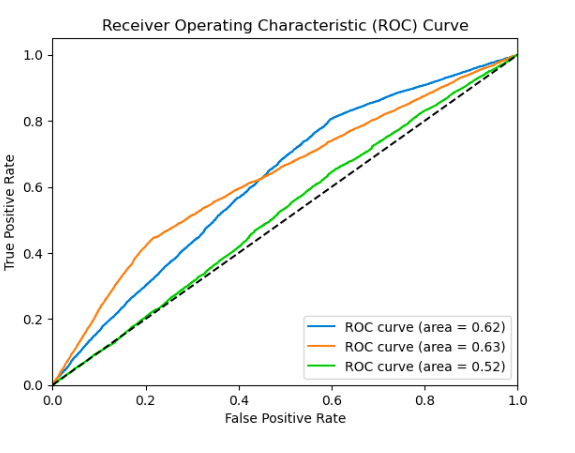 Receiver Operating Characteristic (ROC) Curve
1.0
0.8
0.6
0.4
0.2
0.0
True Positive Rate
ROC curve (area = 0.62)
ROC curve (area = 0.63)
ROC curve (area = 0.52)
0.0 0.2 0.4 0.6 0.8 1.0
False Positive Rate